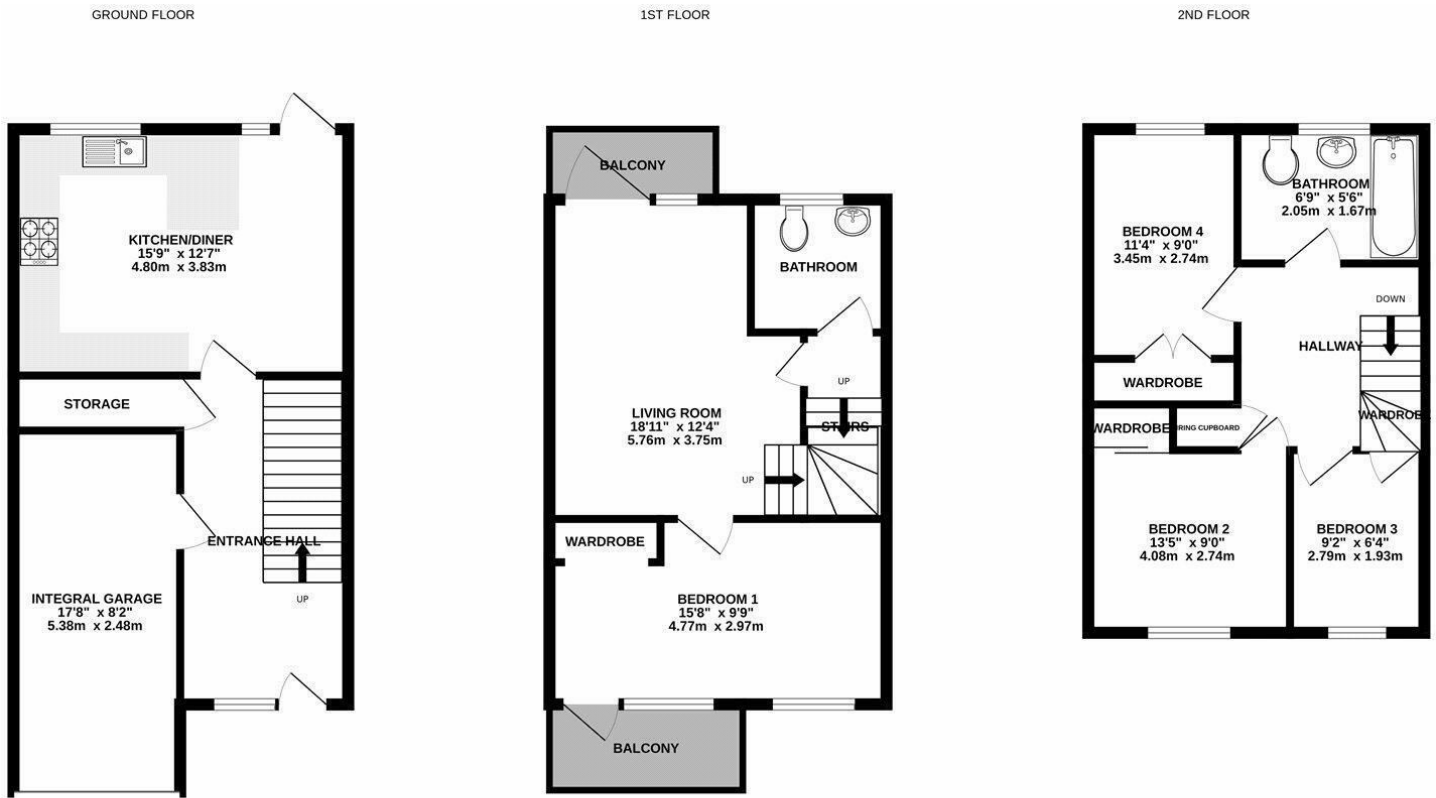 GROUND FLOOR
KITCHEN/DINER
15'9" x 12'7"
4.80m x 3.83m
STORAGE
ENTRANCE HALL
INTEGRAL GARAGE
17'8" x 8'2"
5.38m x 2.48m
UP
1ST FLOOR
BALCONY
BATHROOM
UP
LIVING ROOM
18'11" x 12'4"
5.76m x 3.75m
STAIRS
UP
WARDROBE
BEDROOM 1
15'8" x 9'9"
4.77m x 2.97m
BALCONY
2ND FLOOR
BATHROOM
6'9" x 5'6"
2.05m x 1.67m
BEDROOM 4
11'4" x 9'0"
3.45m x 2.74m
DOWN
HALLWAY
WARDROBE
WARDROBE
WARDROBE
RING CUPBOARD
BEDROOM 2
13'5" x 9'0"
4.08m x 2.74m
BEDROOM 3
9'2" x 6'4"
2.79m x 1.93m